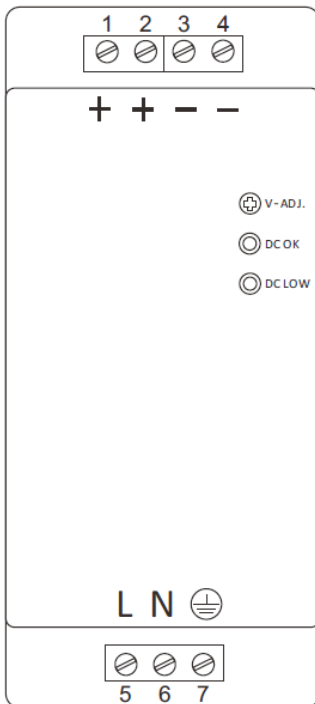 1 2 3 4
+ + − −
V-ADJ.
DC OK
DC LOW
L N
5 6 7